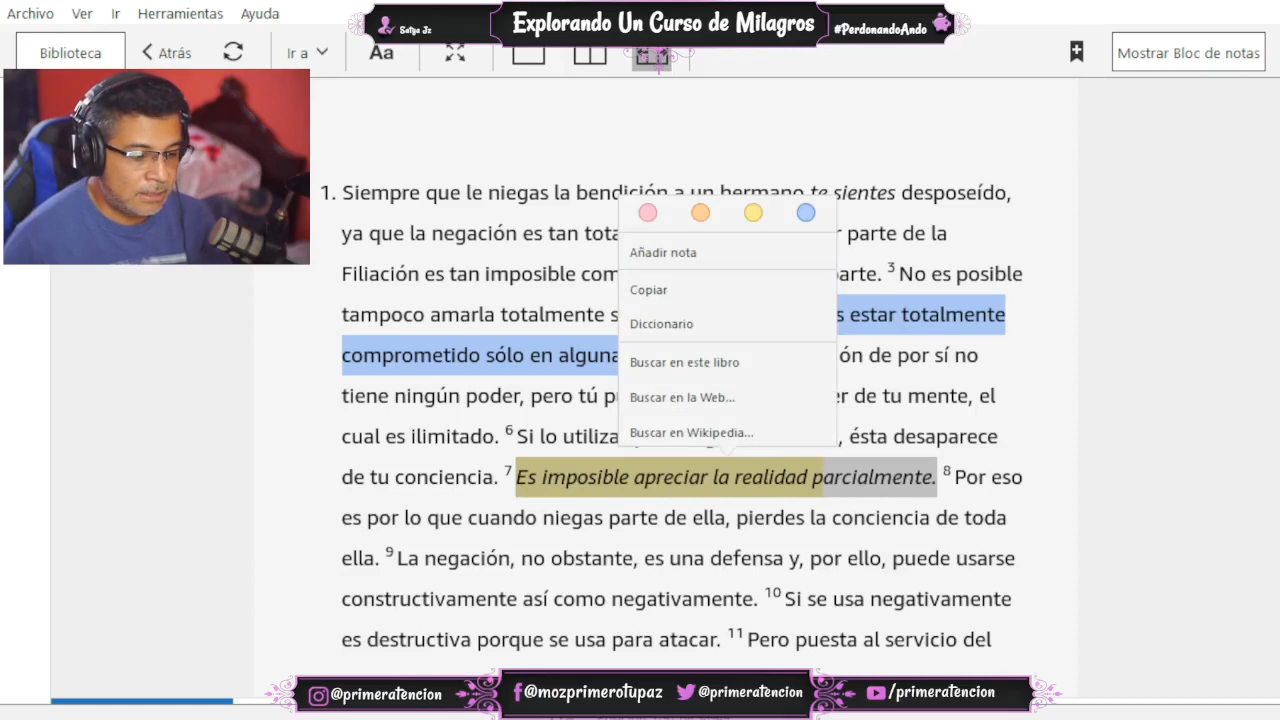 Archivo Ver Ir Herramientas Ayuda
Satya Jz
Explorando Un Curso de Milagros
#PerdonandoAndo
Biblioteca Atrás Ir a Aa
Mostrar Bloc de notas
1. Siempre que le niegas la bendición a un hermano te sientes desposeído,
ya que la negación es tan parte de la
Filiación es tan imposible parte. 3 No es posible
tampoco amarla totalmente estar totalmente
comprometido sólo en de por sí no
tiene ningún poder, pero tú de tu mente, el
cual es ilimitado. 6 Si lo ésta desaparece
de tu conciencia. 7 Es imposible apreciar la realidad parcialmente. 8 Por eso
es por lo que cuando niegas parte de ella, pierdes la conciencia de toda
ella. 9 La negación, no obstante, es una defensa y, por ello, puede usarse
constructivamente así como negativamente. 10 Si se usa negativamente
es destructiva porque se usa para atacar. 11 Pero puesta al servicio del
Añadir nota
Copiar
Diccionario
Buscar en este libro
Buscar en la Web...
Buscar en Wikipedia...
@primeratencion
@mozprimerotupaz
@primeratencion
/primeratencion